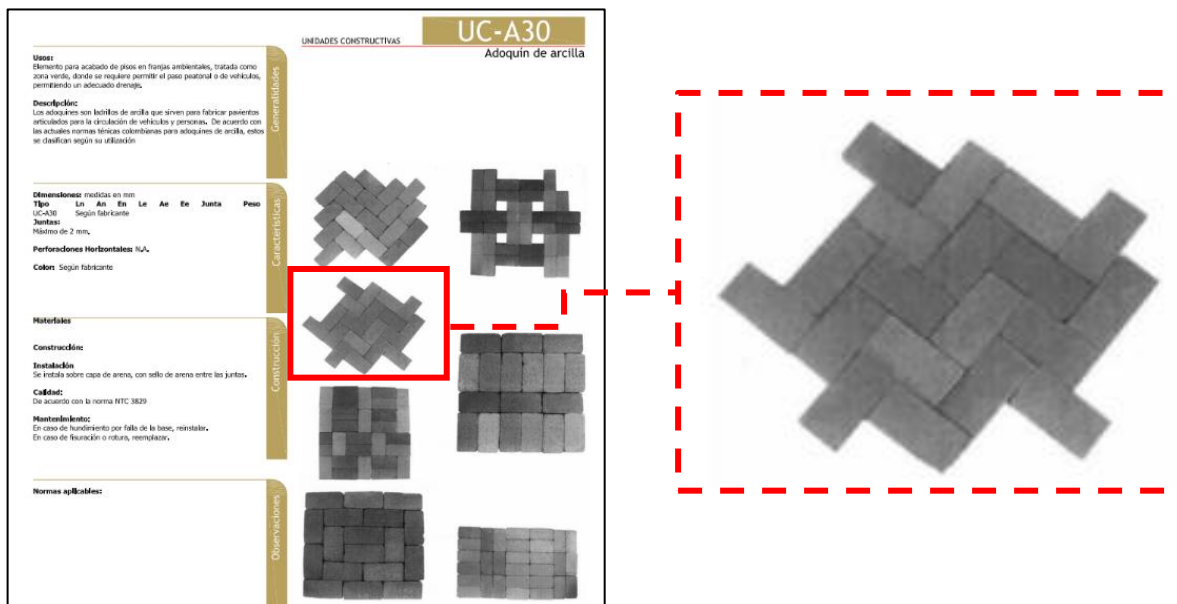 UC-A30
UNIDADES CONSTRUCTIVAS
Adoquín de arcilla
Usos:
Elemento para acabado de pisos en franjas ambientales, tratada como
zona verde, donde se requiere permitir el paso peatonal o de vehículos,
permitiendo un adecuado drenaje.
Descripción:
Los adoquines son ladrillos de arcilla que sirven para fabricar pavientos
articulados para la circulación de vehículos y personas. De acuerdo con
las actuales normas ténicas colombianas para adoquines de arcilla, estos
se clasifican según su utilización
Generalidades
Dimensiones: medidas en mm
Tipo Ln An En Le Ae Ee Junta Peso
UC-A30 Según fabricante
Juntas:
Máximo de 2 mm.
Perforaciones Horizontales: N.A.
Color: Según fabricante
Características
Materiales
Construcción:
Instalación
Se instala sobre capa de arena, con sello de arena entre las juntas.
Calidad:
De acuerdo con la norma NTC 3829
Mantenimiento:
En caso de hundimiento por falla de la base, reinstalar.
En caso de fisuración o rotura, reemplazar.
Construcción
Normas aplicables:
Observaciones